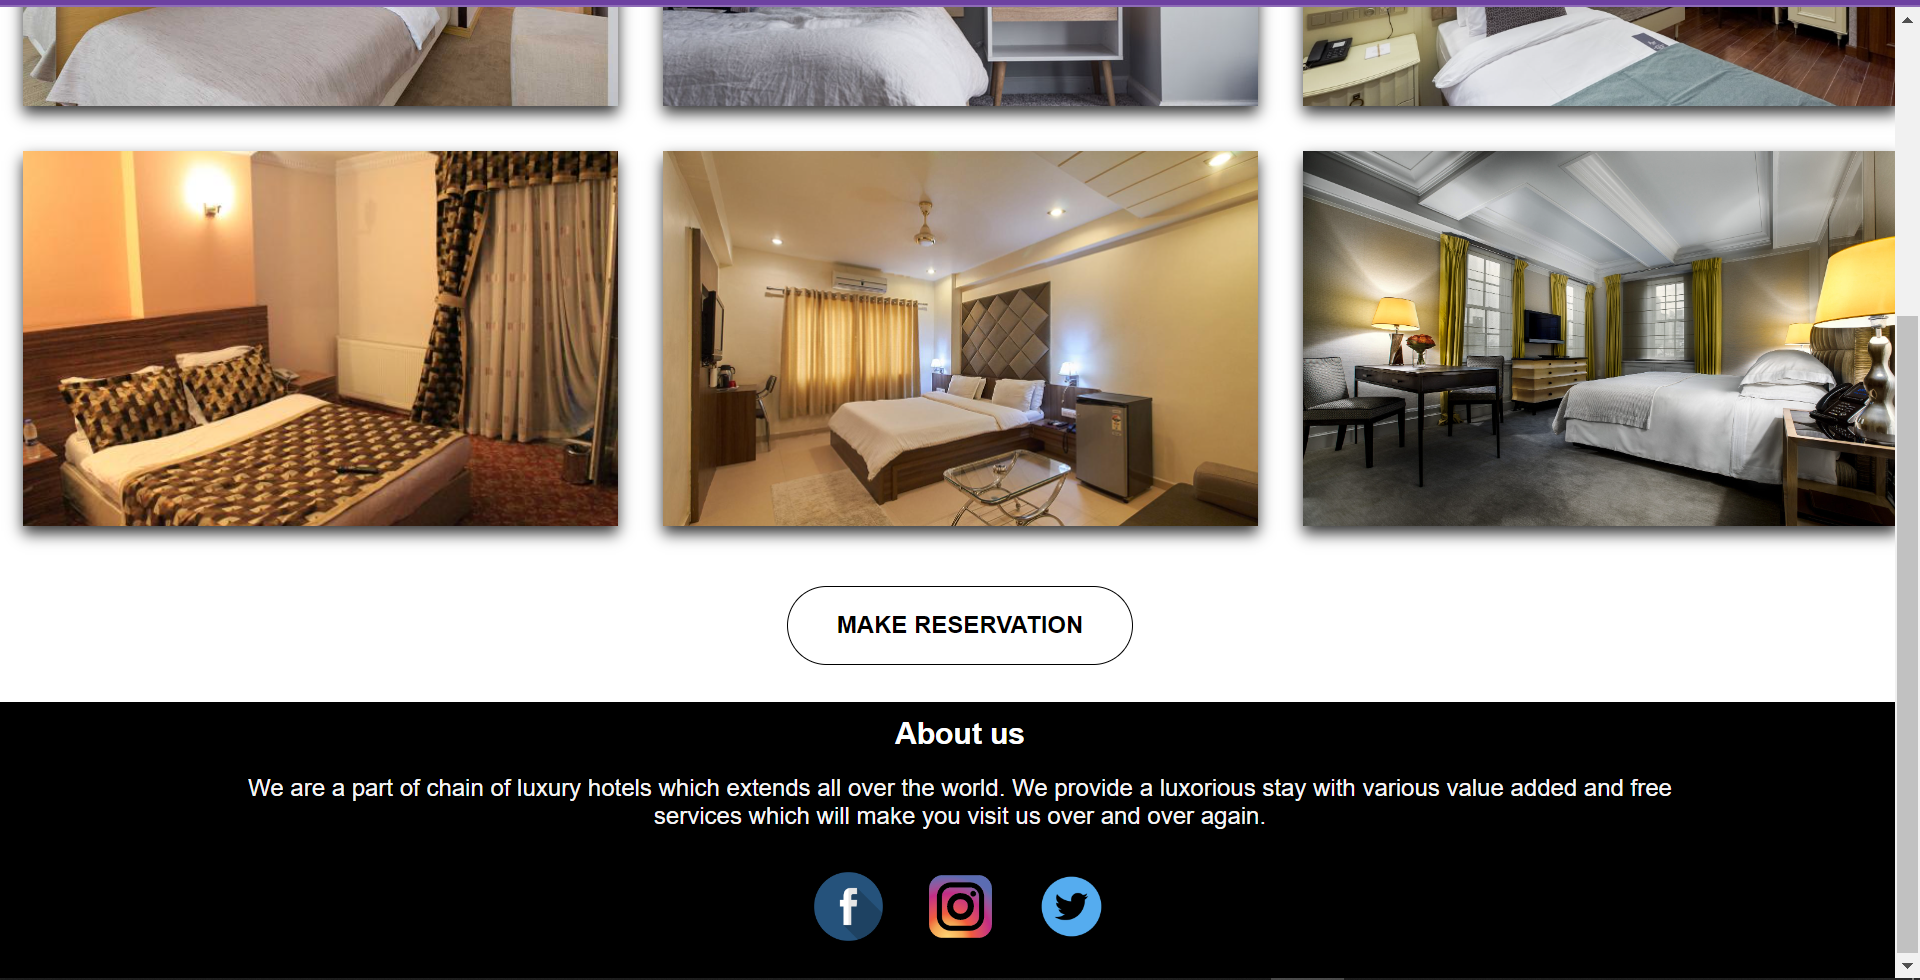 MAKE RESERVATION
About us
We are a part of chain of luxury hotels which extends all over the world. We provide a luxorious stay with various value added and free
services which will make you visit us over and over again.